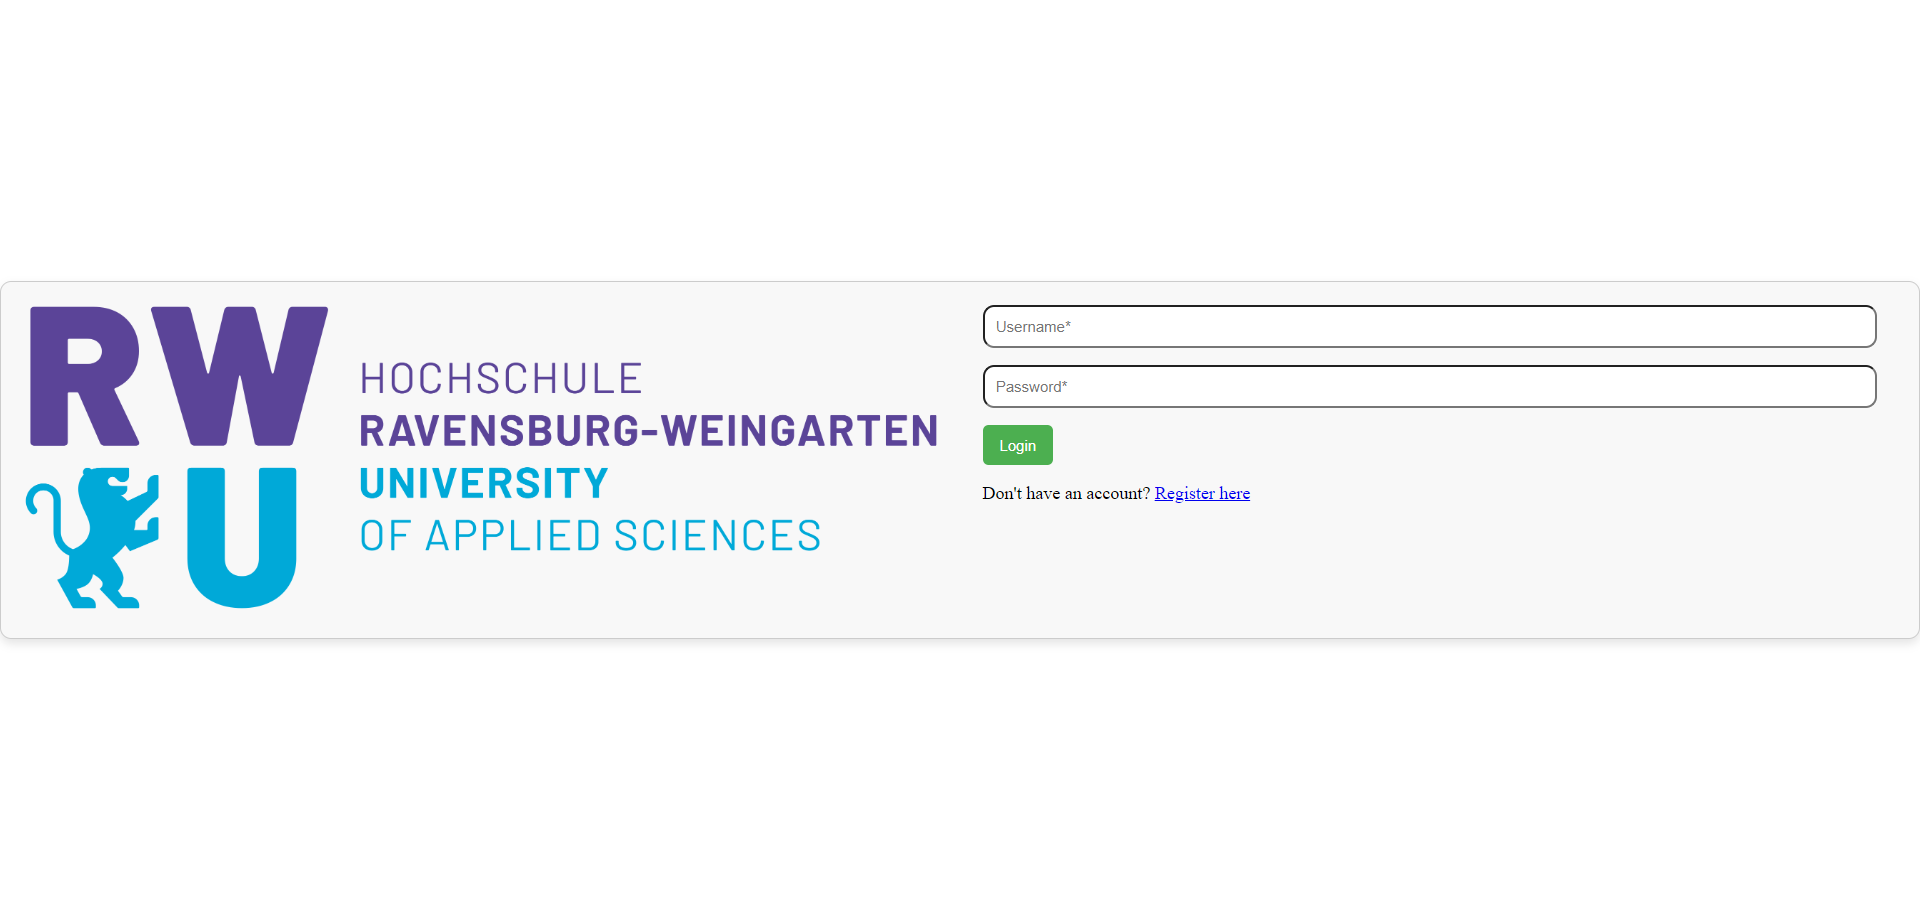 RW
U
HOCHSCHULE
RAVENSBURG-WEINGARTEN
UNIVERSITY
OF APPLIED SCIENCES
Username*
Password*
Login
Don't have an account? Register here